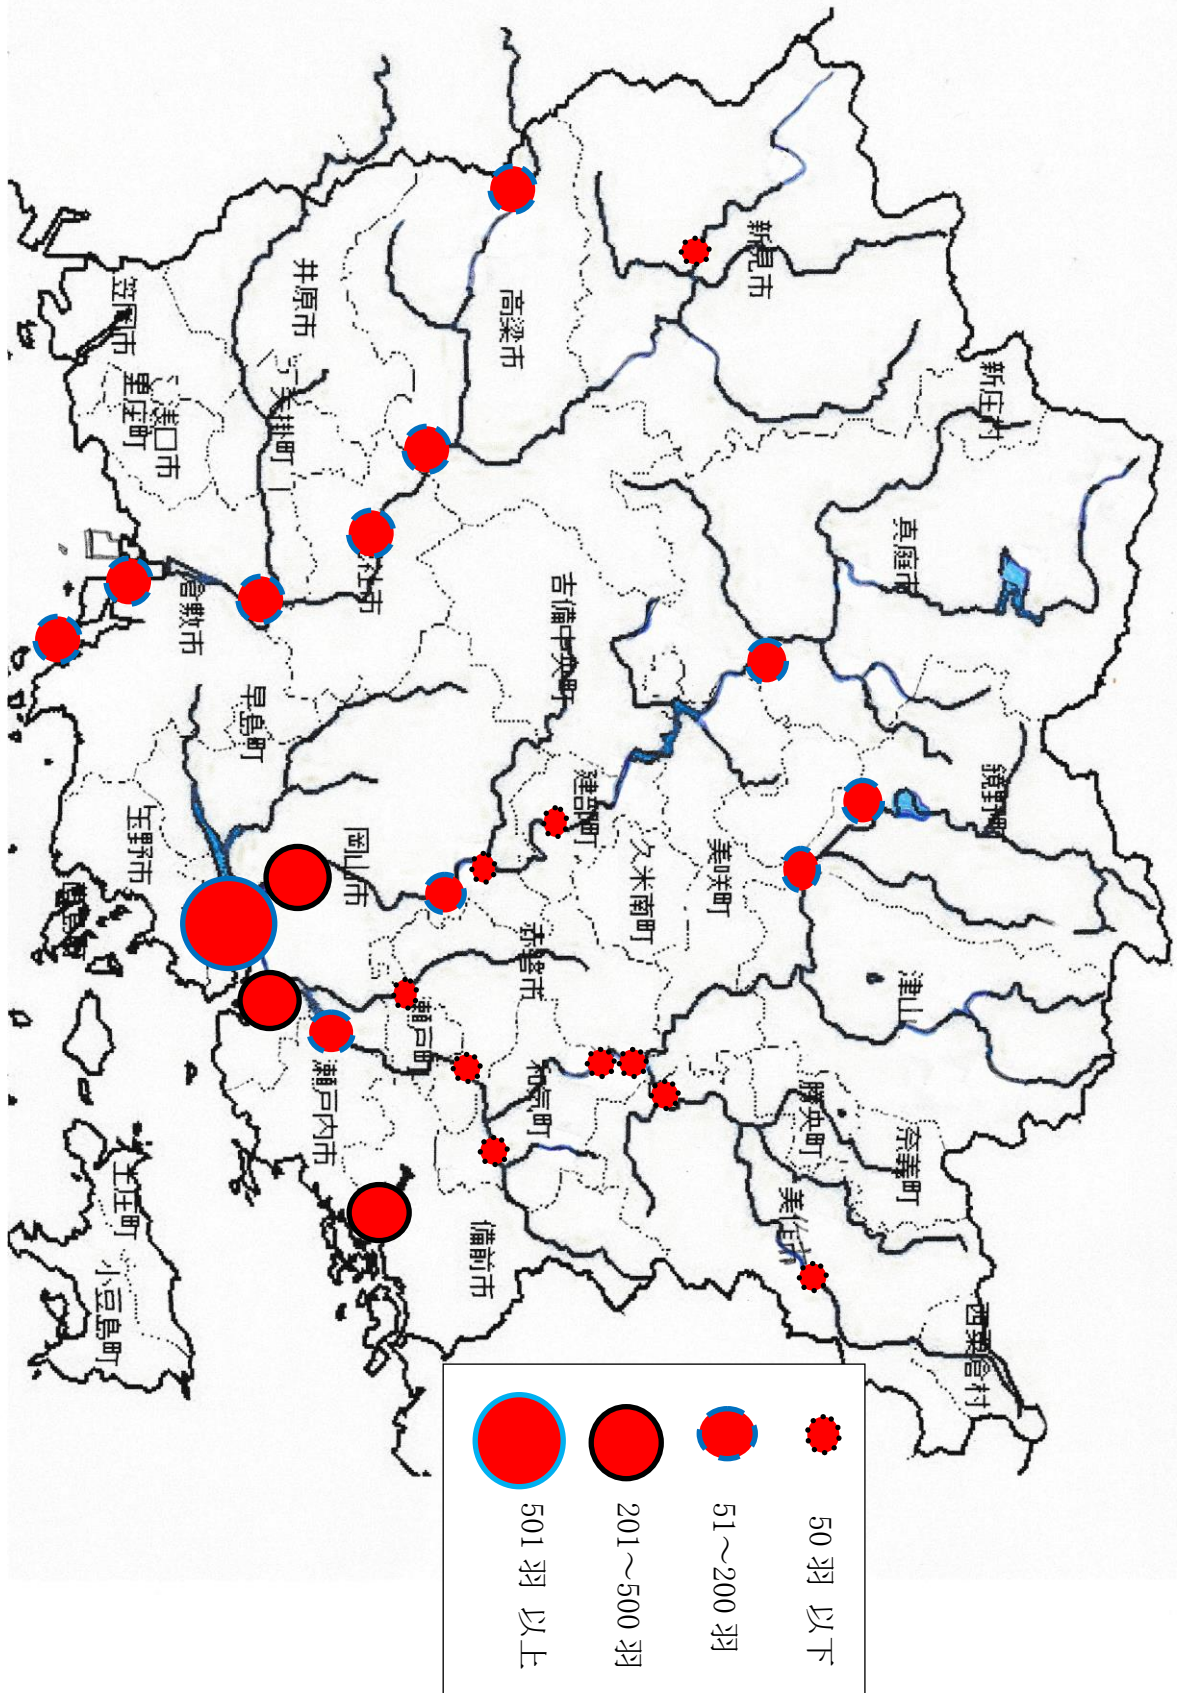 新見市
新庄村
真庭市
鏡野町
津山
奈義町
勝央町
美作市
西粟倉村
高梁市
吉備中央町
建部町
久米南町
美咲町
井原市
矢掛町
社市
岡山市
赤磐市
和気町
備前市
笠岡市
里庄町
浅口市
倉敷市
早島町
玉野市
瀬戸町
瀬戸内市
土庄町
小豆島町
50 羽 以下
51～200 羽
201～500 羽
501 羽 以上